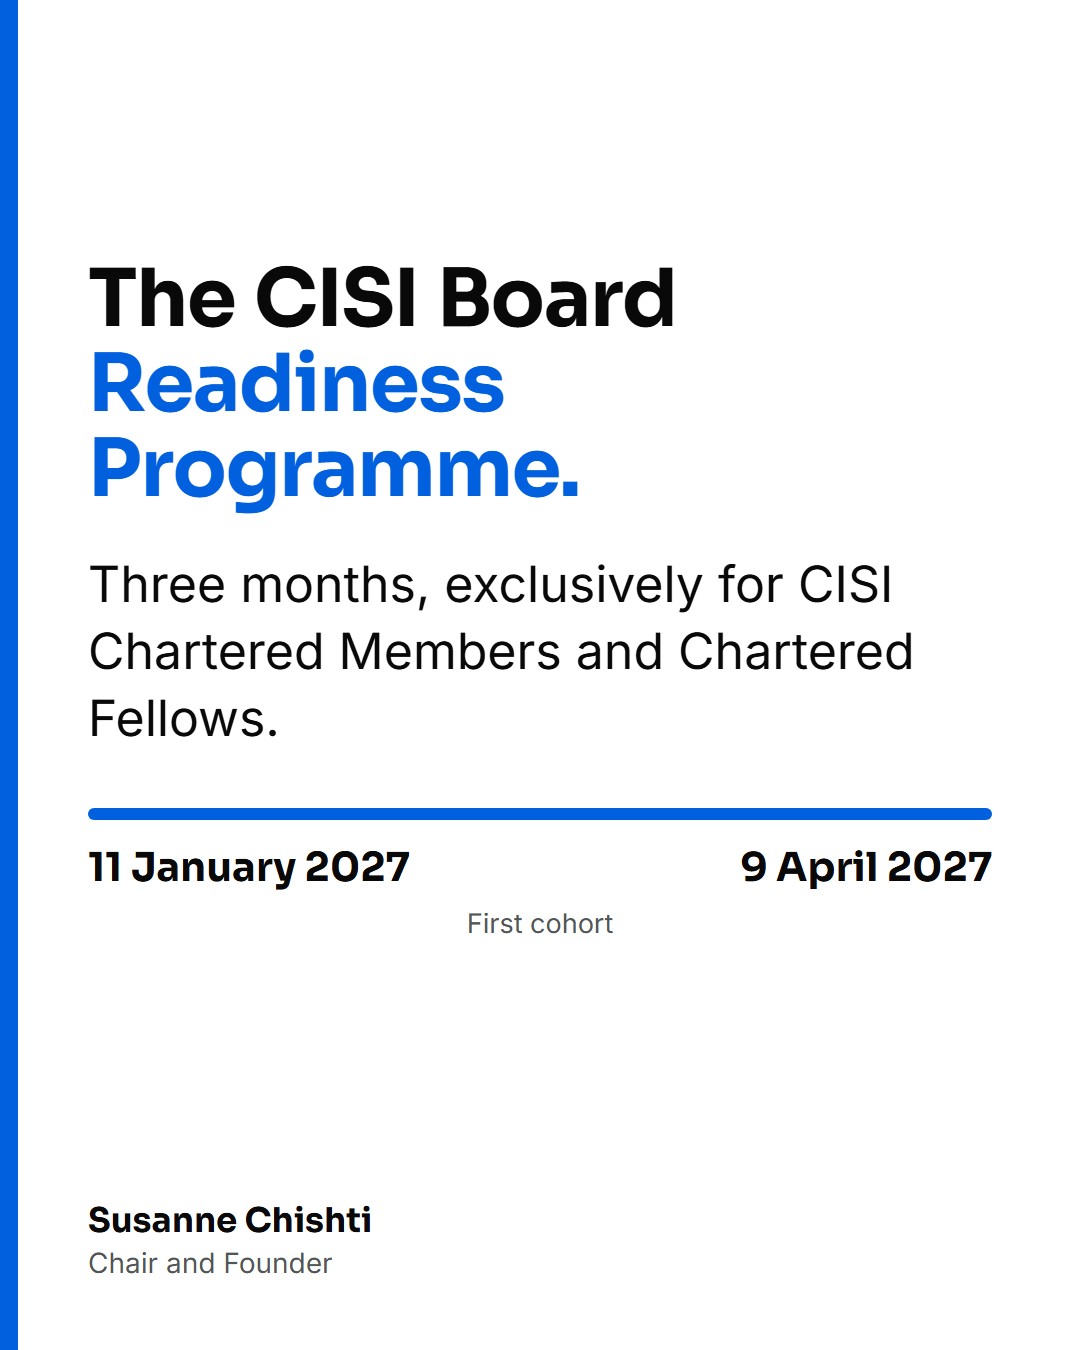 The CISI Board
Readiness
Programme.
Three months, exclusively for CISI
Chartered Members and Chartered
Fellows.
11 January 2027 9 April 2027
First cohort
Susanne Chishti
Chair and Founder